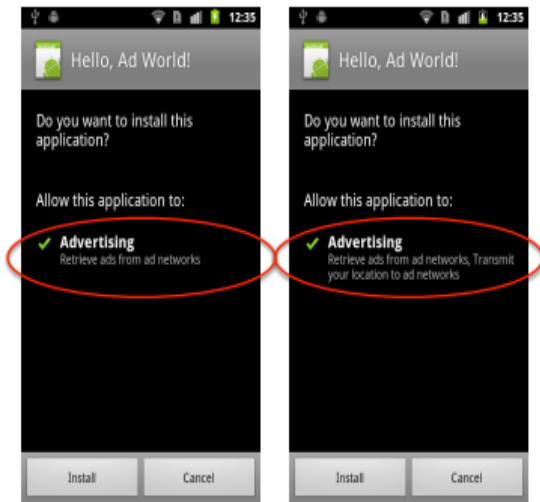 12:35
Hello, Ad World!
Do you want to install this
application?
Allow this application to:
Advertising
Retrieve ads from ad networks
Install
Cancel
12:35
Hello, Ad World!
Do you want to install this
application?
Allow this application to:
Advertising
Retrieve ads from ad networks, Transmit
your location to ad networks
Install
Cancel